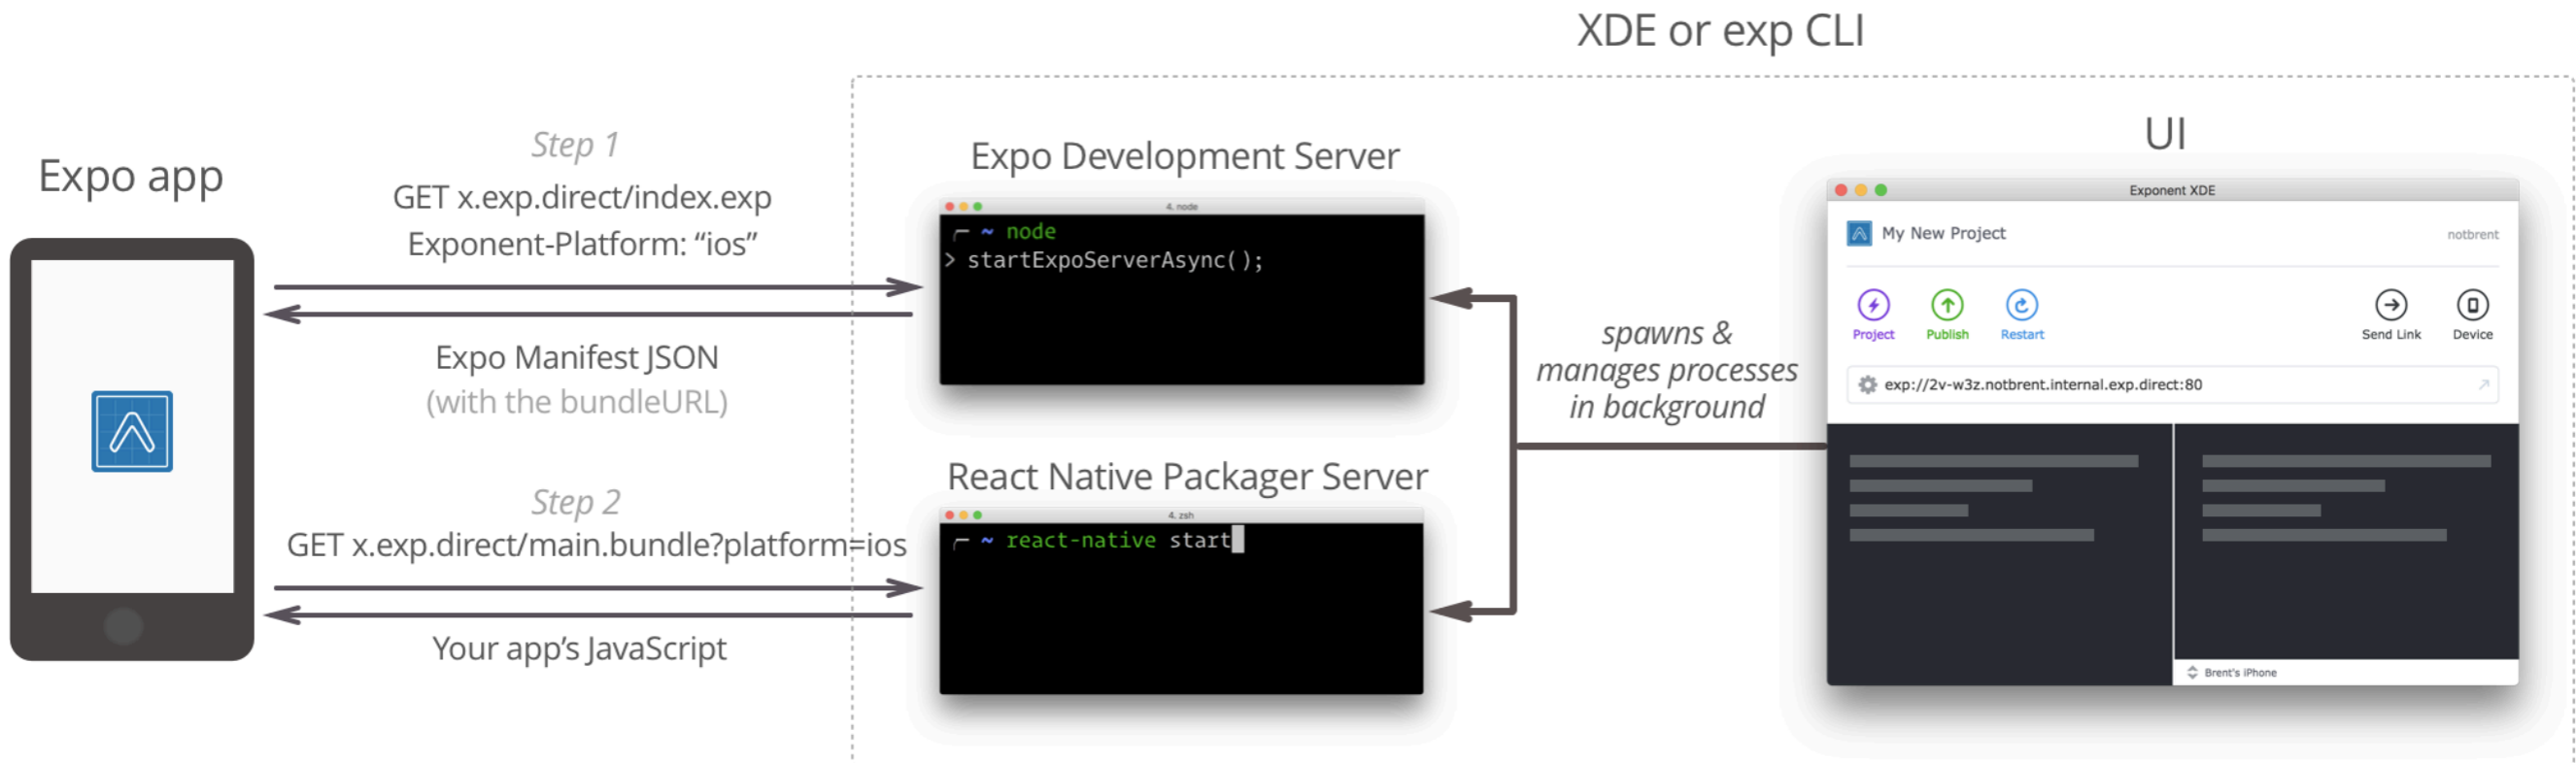 XDE or exp CLI
Expo app
Step 1
GET x.exp.direct/index.exp
Exponent-Platform: “ios”
Expo Manifest JSON
(with the bundleURL)
Step 2
GET x.exp.direct/main.bundle?platform=ios
Your app’s JavaScript
Expo Development Server
4. node
~ node
> startExpoServerAsync();
React Native Packager Server
4. zsh
~ react-native start
spawns &
manages processes
in background
UI
Exponent XDE
My New Project
notbrent
Project
Publish
Restart
Send Link
Device
exp://2v-w3z.notbrent.internal.exp.direct:80
Brent's iPhone